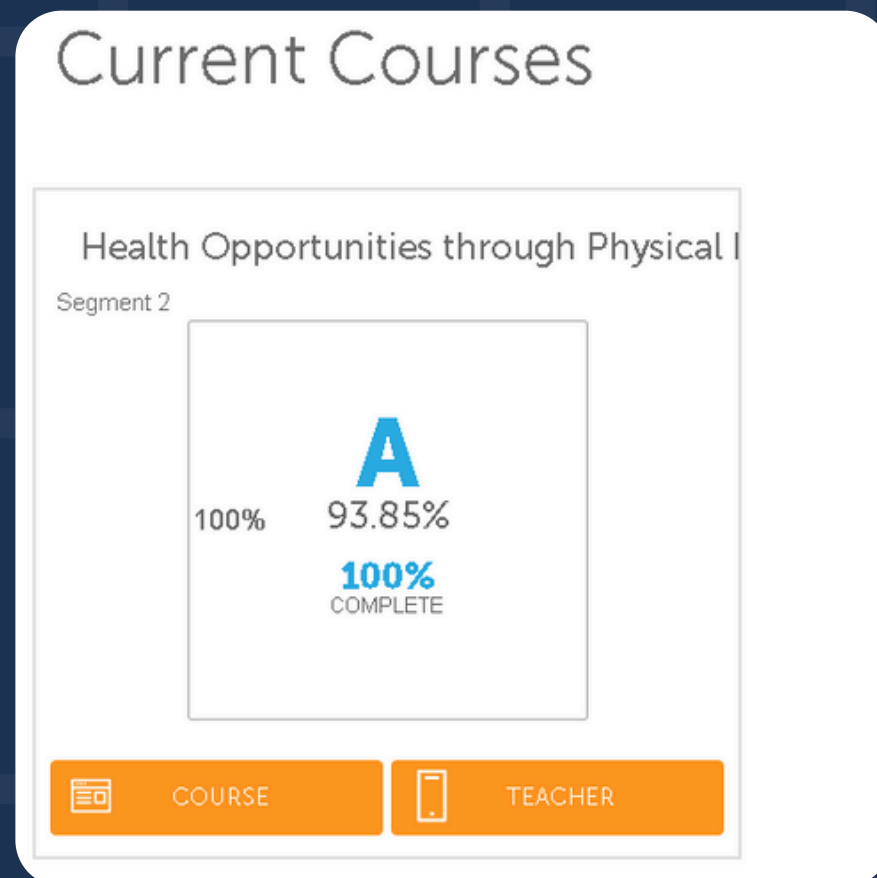 Current Courses
Health Opportunities through Physical
Segment 2
A
100% 93.85%
100%
COMPLETE
COURSE TEACHER